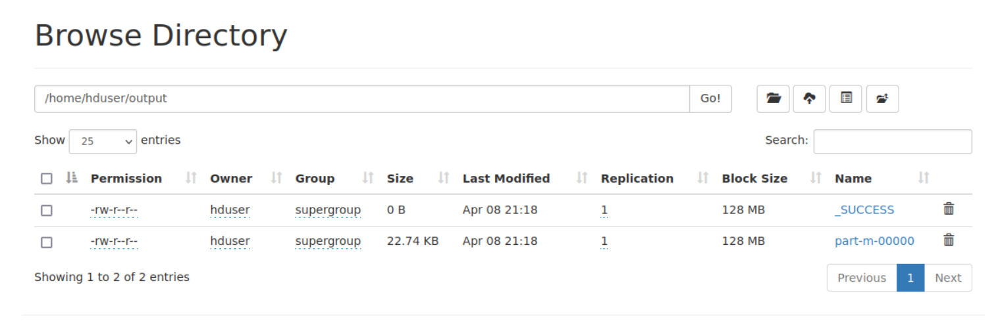 Browse Directory
/home/hduser/output Go!
Show 25 entries Search:
Permission Owner Group Size Last Modified Replication Block Size Name
-rw-r--r-- hduser supergroup 0 B Apr 08 21:18 1 128 MB _SUCCESS
-rw-r--r-- hduser supergroup 22.74 KB Apr 08 21:18 1 128 MB part-m-00000
Showing 1 to 2 of 2 entries Previous 1 Next